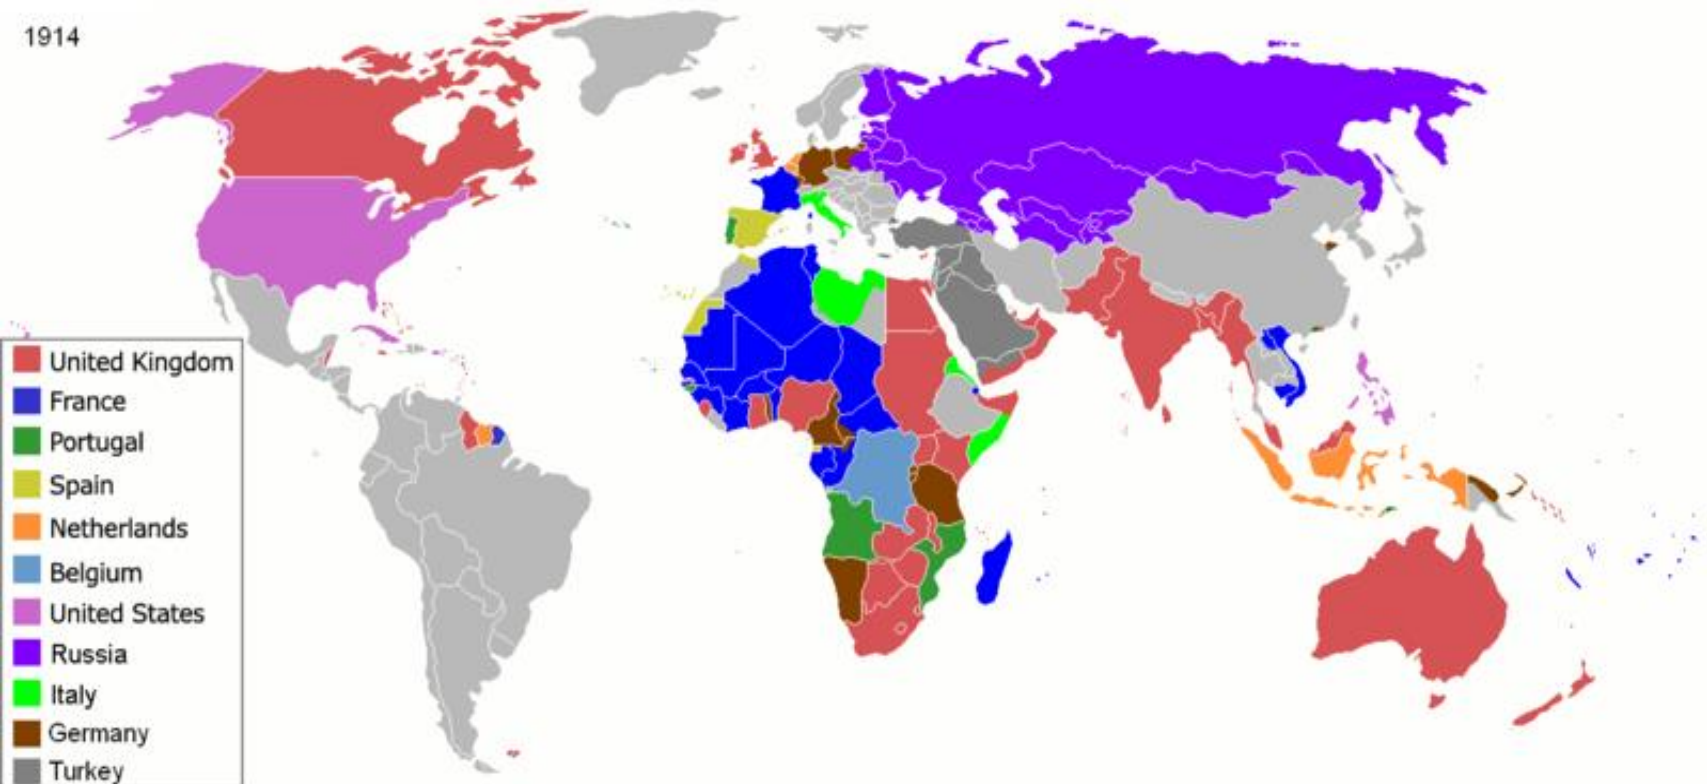 1914
United Kingdom
France
Portugal
Spain
Netherlands
Belgium
United States
Russia
Italy
Germany
Turkey